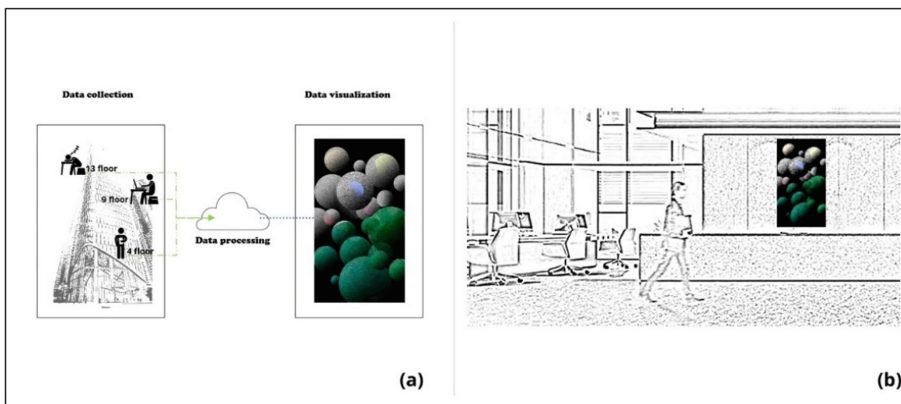 Data collection
Data visualization
13 floor
9 floor
4 floor
Data processing
(a)
(b)